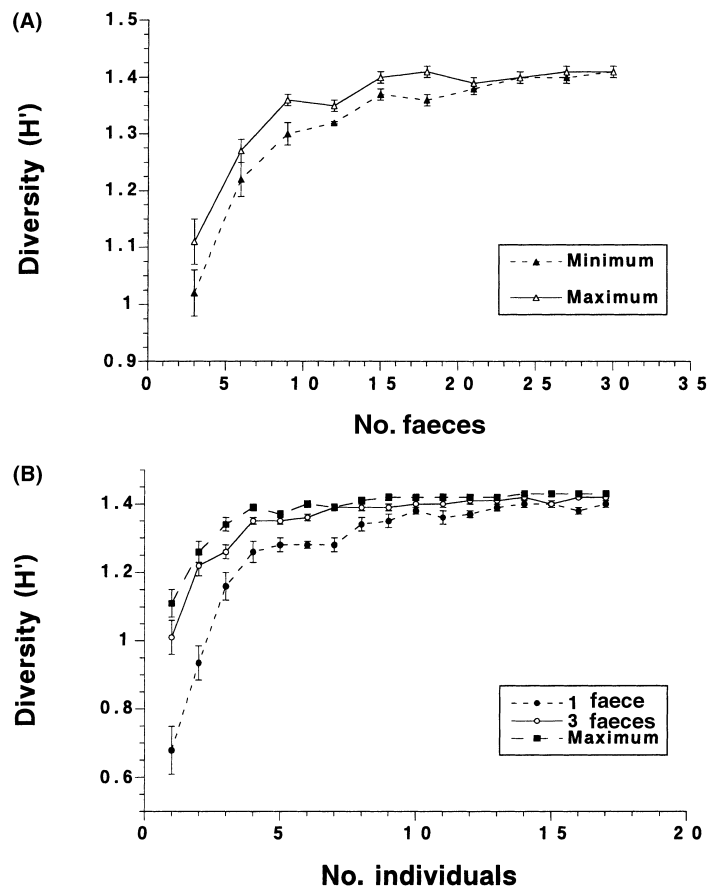 (A)
1.5
1.4
1.3
1.2
1.1
1
0.9
Diversity (H')
0 5 10 15 20 25 30 35
No. faeces
Minimum
Maximum
(B)
1.4
1.2
1
0.8
0.6
Diversity (H')
0 5 10 15 20
No. individuals
1 faece
3 faeces
Maximum